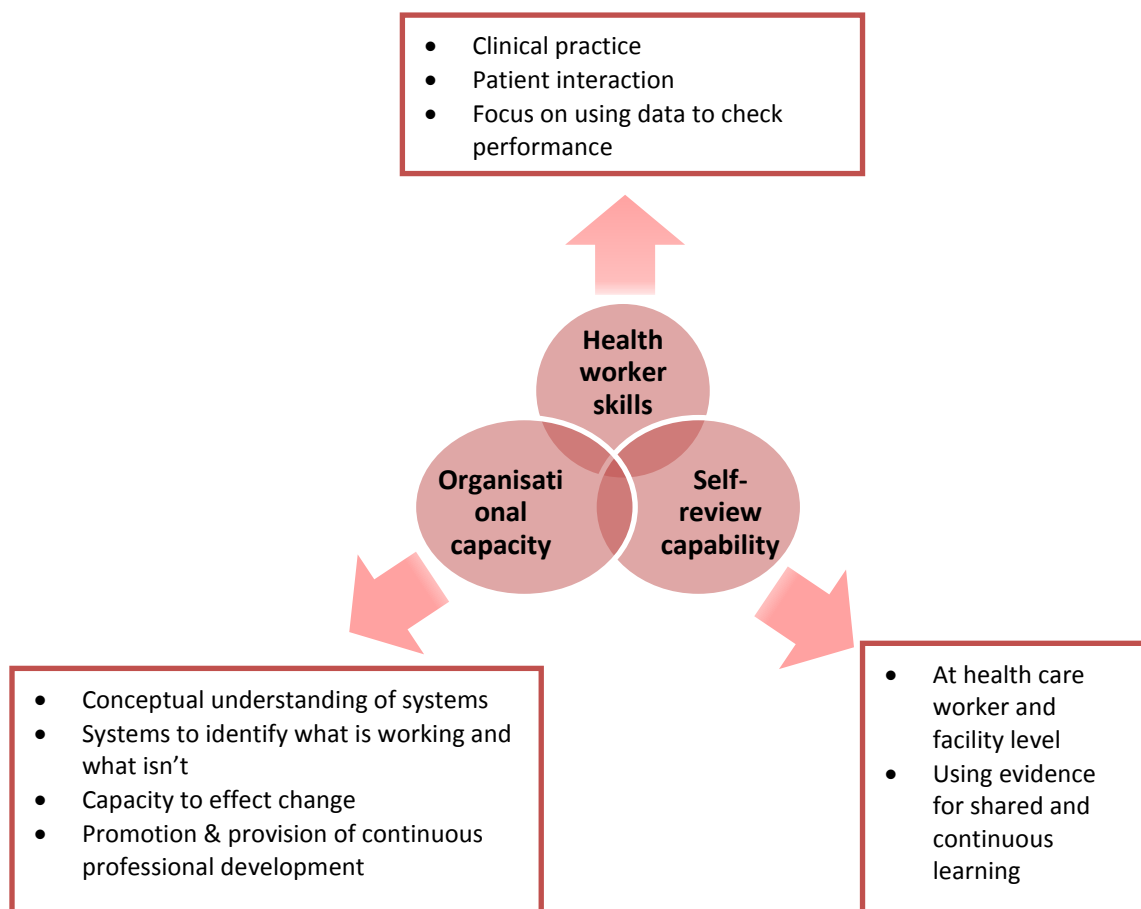 • Clinical practice
• Patient interaction
• Focus on using data to check
performance
Health
worker
skills
Organisati
onal
capacity
Self-
review
capability
• Conceptual understanding of systems
• Systems to identify what is working and
what isn’t
• Capacity to effect change
• Promotion & provision of continuous
professional development
• At health care
worker and
facility level
• Using evidence
for shared and
continuous
learning